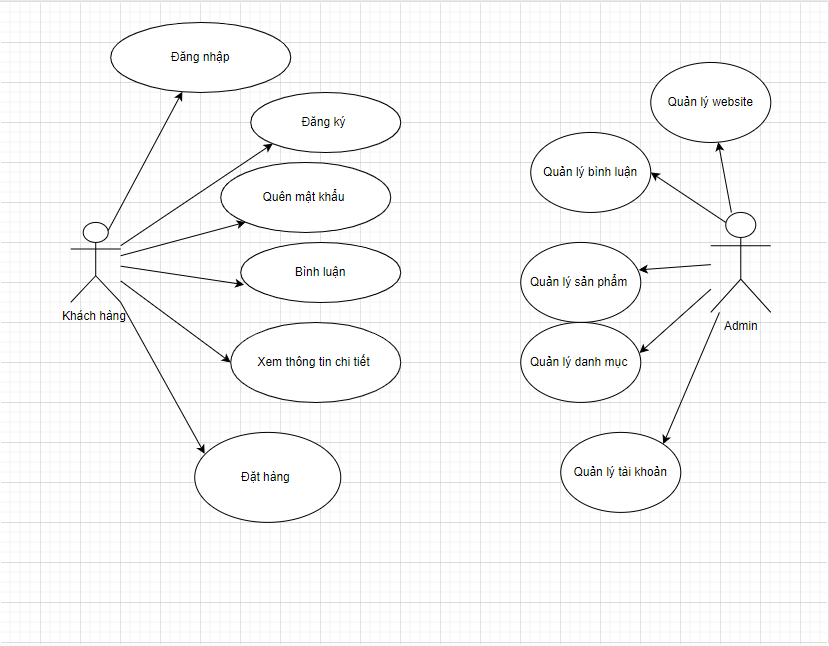 Đăng nhập
Đăng ký
Quên mật khẩu
Bình luận
Khách hàng
Xem thông tin chi tiết
Đặt hàng
Quản lý website
Quản lý bình luận
Quản lý sản phẩm
Admin
Quản lý danh mục
Quản lý tài khoản